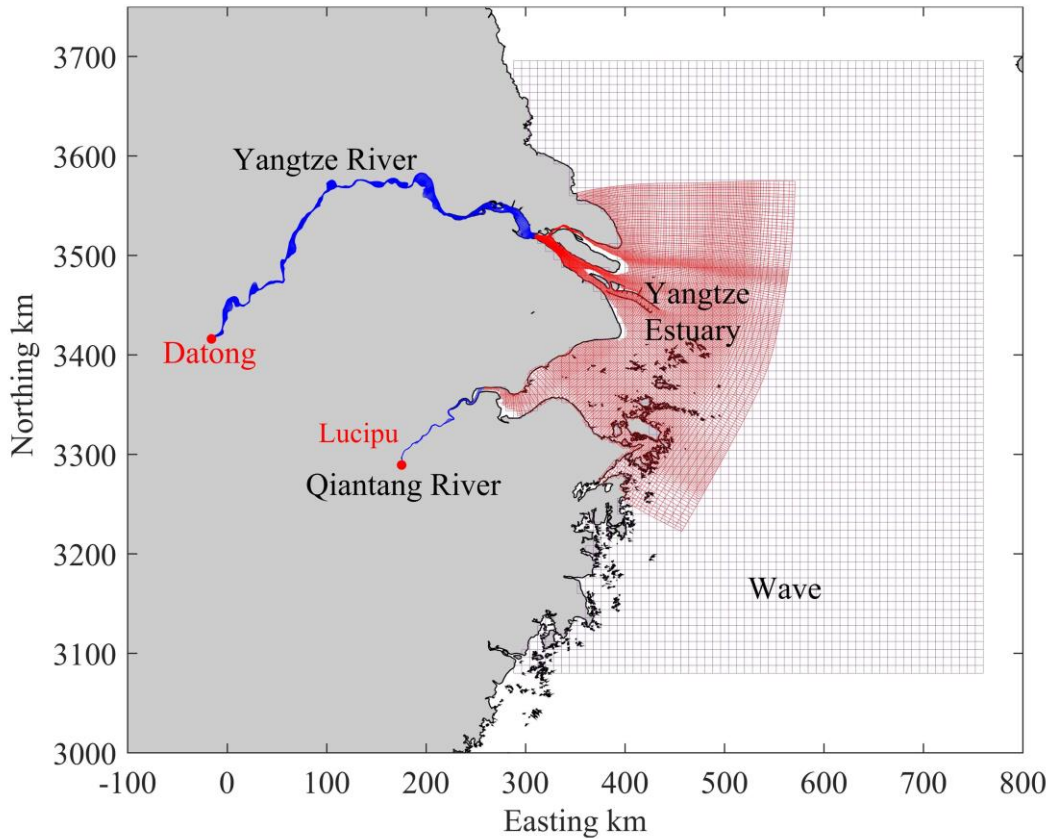 3700
3600
3500
3400
3300
3200
3100
3000
Northing km
Yangtze River
Datong
Yangtze
Estuary
Lucipu
Qiantang River
Wave
-100
0
100
200
300
400
500
600
700
800
Easting km